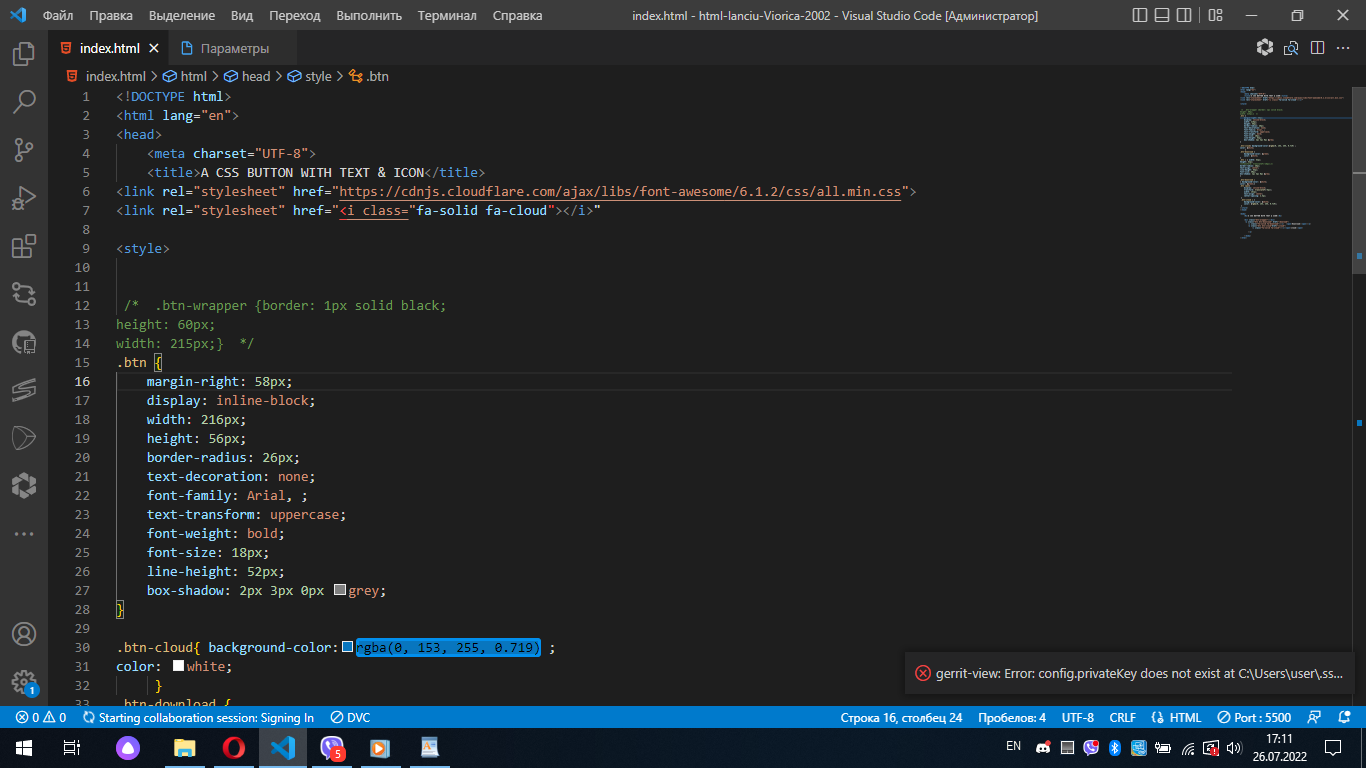 Файл Правка Выделение Вид Переход Выполнить Терминал Справка index.html - html-lanciu-Viorica-2002 - Visual Studio Code [Администратор]
index.html Параметры
index.html > html > head > style > .btn
1 <!DOCTYPE html>
2 <html lang="en">
3 <head>
4 <meta charset="UTF-8">
5 <title>A CSS BUTTON WITH TEXT & ICON</title>
6 <link rel="stylesheet" href="https://cdnjs.cloudflare.com/ajax/libs/font-awesome/6.1.2/css/all.min.css">
7 <link rel="stylesheet" href="<i class="fa-solid fa-cloud"></i>"
8
9 <style>
10
11
12 /* .btn-wrapper {border: 1px solid black;
13 height: 60px;
14 width: 215px;} */
15 .btn {
16 margin-right: 58px;
17 display: inline-block;
18 width: 216px;
19 height: 56px;
20 border-radius: 26px;
21 text-decoration: none;
22 font-family: Arial, ;
23 text-transform: uppercase;
24 font-weight: bold;
25 font-size: 18px;
26 line-height: 52px;
27 box-shadow: 2px 3px 0px grey;
28 }
29
30 .btn-cloud{ background-color: rgba(0, 153, 255, 0.719) ;
31 color: white;
32 }
33 .btn-download {
gerrit-view: Error: config.privateKey does not exist at C:\Users\user\.ss...
1
0 0 Starting collaboration session: Signing In DVC Строка 16, столбец 24 Пробелов: 4 UTF-8 CRLF HTML Port : 5500
5
EN
17:11
26.07.2022